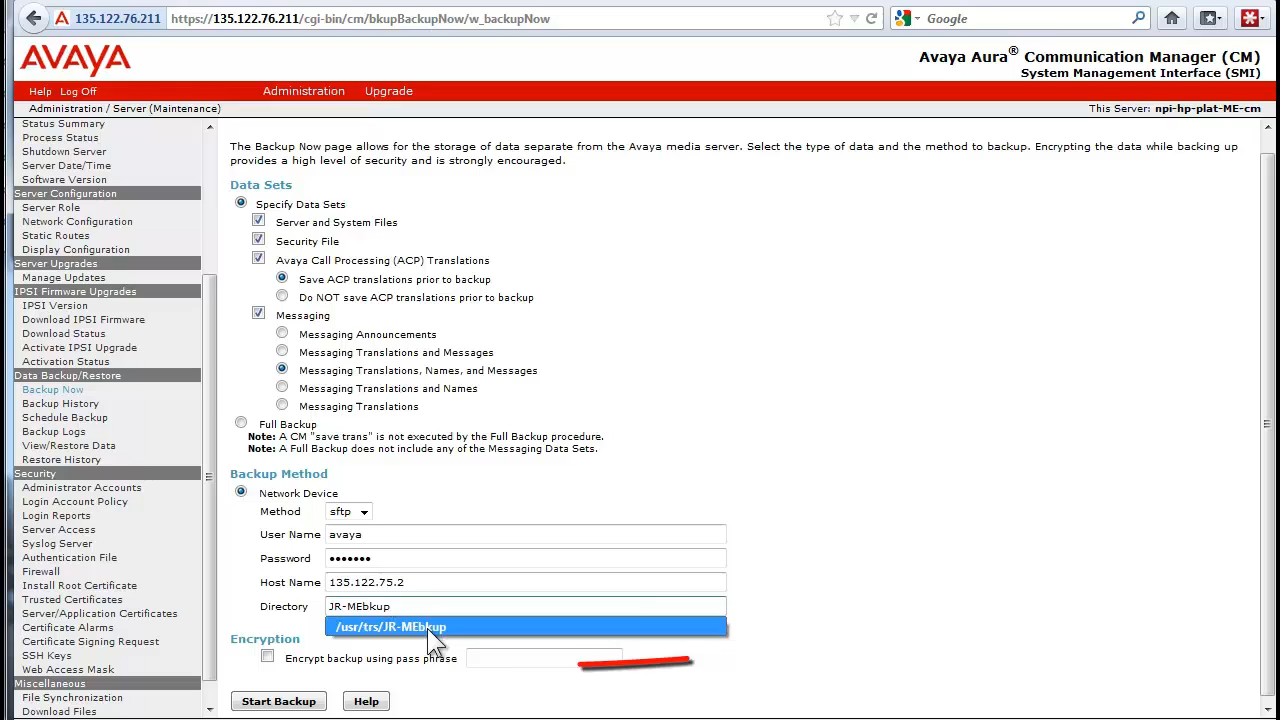 135.122.76.211 https://135.122.76.211/cgi-bin/cm/bkupBackupNow/w_backupNow Google
AVAYA
Avaya Aura® Communication Manager (CM)
System Management Interface (SMI)
Help Log Off Administration Upgrade
Administration / Server (Maintenance) This Server: npi-hp-plat-ME-cm
Status Summary
Process Status
Shutdown Server
Server Date/Time
Software Version
Server Configuration
Server Role
Network Configuration
Static Routes
Display Configuration
Server Upgrades
Manage Updates
IPSI Firmware Upgrades
IPSI Version
Download IPSI Firmware
Download Status
Activate IPSI Upgrade
Activation Status
Data Backup/Restore
Backup Now
Backup History
Schedule Backup
Backup Logs
View/Restore Data
Restore History
Security
Administrator Accounts
Login Account Policy
Login Reports
Server Access
Syslog Server
Authentication File
Firewall
Install Root Certificate
Trusted Certificates
Server/Application Certificates
Certificate Alarms
Certificate Signing Request
SSH Keys
Web Access Mask
Miscellaneous
File Synchronization
Download Files
The Backup Now page allows for the storage of data separate from the Avaya media server. Select the type of data and the method to backup. Encrypting the data while backing up
provides a high level of security and is strongly encouraged.
Data Sets
Specify Data Sets
Server and System Files
Security File
Avaya Call Processing (ACP) Translations
Save ACP translations prior to backup
Do NOT save ACP translations prior to backup
Messaging
Messaging Announcements
Messaging Translations and Messages
Messaging Translations, Names, and Messages
Messaging Translations and Names
Messaging Translations
Full Backup
Note: A CM "save trans" is not executed by the Full Backup procedure.
Note: A Full Backup does not include any of the Messaging Data Sets.
Backup Method
Network Device
Method sftp
User Name avaya
Password •••••••
Host Name 135.122.75.2
Directory JR-MEbkup
/usr/trs/JR-MEbkup
Encryption
Encrypt backup using pass phrase
Start Backup Help